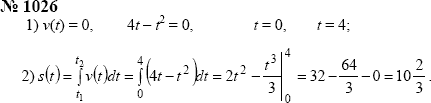 № 1026
1) v(t) = 0, 4t – t² = 0, t = 0, t = 4;
2) s(t) = ∫_{t₁}^{t₂} v(t)dt = ∫_0^4 (4t – t²)dt = 2t² – t³/3 |_0^4 = 32 – 64/3 – 0 = 10 2/3 .